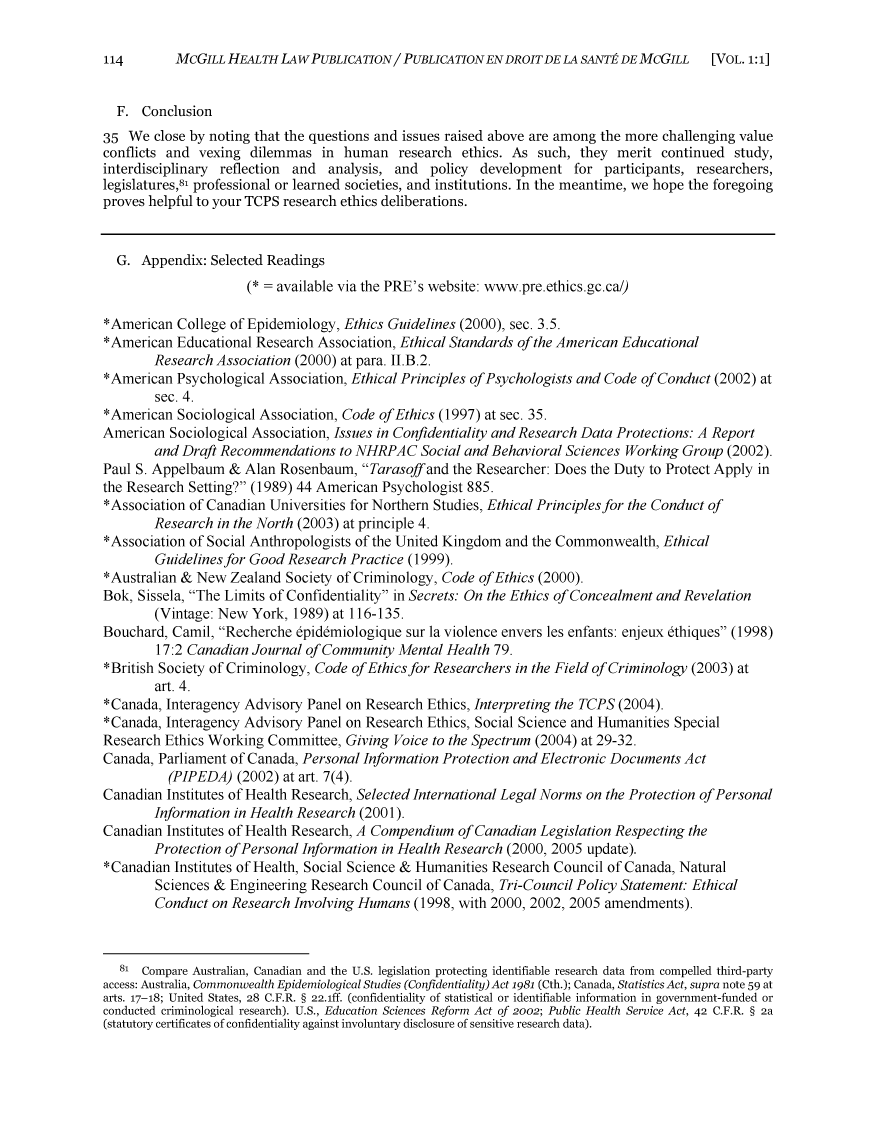 114 MCGILL HEALTH LAW PUBLICATION / PUBLICATION EN DROIT DE LA SANTÉ DE MCGILL [VOL. 1:1]
F. Conclusion
35 We close by noting that the questions and issues raised above are among the more challenging value
conflicts and vexing dilemmas in human research ethics. As such, they merit continued study,
interdisciplinary reflection and analysis, and policy development for participants, researchers,
legislatures,81 professional or learned societies, and institutions. In the meantime, we hope the foregoing
proves helpful to your TCPS research ethics deliberations.
G. Appendix: Selected Readings
(* = available via the PRE's website: www.pre.ethics.gc.ca/)
*American College of Epidemiology, Ethics Guidelines (2000), sec. 3.5.
*American Educational Research Association, Ethical Standards of the American Educational
Research Association (2000) at para. II.B.2.
*American Psychological Association, Ethical Principles of Psychologists and Code of Conduct (2002) at
sec. 4.
*American Sociological Association, Code of Ethics (1997) at sec. 35.
American Sociological Association, Issues in Confidentiality and Research Data Protections: A Report
and Draft Recommendations to NHRPAC Social and Behavioral Sciences Working Group (2002).
Paul S. Appelbaum & Alan Rosenbaum, “Tarasoff and the Researcher: Does the Duty to Protect Apply in
the Research Setting?” (1989) 44 American Psychologist 885.
*Association of Canadian Universities for Northern Studies, Ethical Principles for the Conduct of
Research in the North (2003) at principle 4.
*Association of Social Anthropologists of the United Kingdom and the Commonwealth, Ethical
Guidelines for Good Research Practice (1999).
*Australian & New Zealand Society of Criminology, Code of Ethics (2000).
Bok, Sissela, “The Limits of Confidentiality” in Secrets: On the Ethics of Concealment and Revelation
(Vintage: New York, 1989) at 116-135.
Bouchard, Camil, “Recherche épidémiologique sur la violence envers les enfants: enjeux éthiques” (1998)
17:2 Canadian Journal of Community Mental Health 79.
*British Society of Criminology, Code of Ethics for Researchers in the Field of Criminology (2003) at
art. 4.
*Canada, Interagency Advisory Panel on Research Ethics, Interpreting the TCPS (2004).
*Canada, Interagency Advisory Panel on Research Ethics, Social Science and Humanities Special
Research Ethics Working Committee, Giving Voice to the Spectrum (2004) at 29-32.
Canada, Parliament of Canada, Personal Information Protection and Electronic Documents Act
(PIPEDA) (2002) at art. 7(4).
Canadian Institutes of Health Research, Selected International Legal Norms on the Protection of Personal
Information in Health Research (2001).
Canadian Institutes of Health Research, A Compendium of Canadian Legislation Respecting the
Protection of Personal Information in Health Research (2000, 2005 update).
*Canadian Institutes of Health, Social Science & Humanities Research Council of Canada, Natural
Sciences & Engineering Research Council of Canada, Tri-Council Policy Statement: Ethical
Conduct on Research Involving Humans (1998, with 2000, 2002, 2005 amendments).
81 Compare Australian, Canadian and the U.S. legislation protecting identifiable research data from compelled third-party
access: Australia, Commonwealth Epidemiological Studies (Confidentiality) Act 1981 (Cth.); Canada, Statistics Act, supra note 59 at
arts. 17–18; United States, 28 C.F.R. § 22.1ff. (confidentiality of statistical or identifiable information in government-funded or
conducted criminological research). U.S., Education Sciences Reform Act of 2002; Public Health Service Act, 42 C.F.R. § 2a
(statutory certificates of confidentiality against involuntary disclosure of sensitive research data).